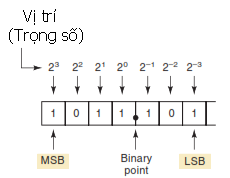 Vị trí
(Trọng số)
2³ 2² 2¹ 2⁰ 2⁻¹ 2⁻² 2⁻³
1 0 1 1 1 0 1
MSB Binary point LSB